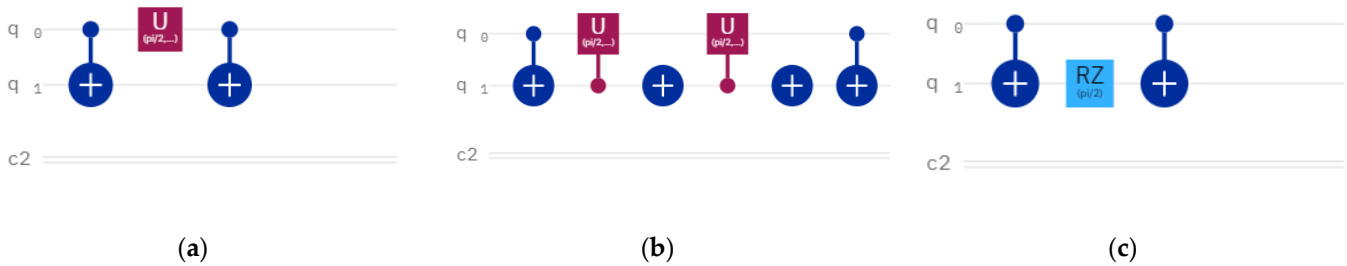 q 0
U
(pi/2,...)
q 1
c2
(a)
q 0
U
(pi/2,...)
U
(pi/2,...)
q 1
c2
(b)
q 0
q 1
RZ
(pi/2)
c2
(c)